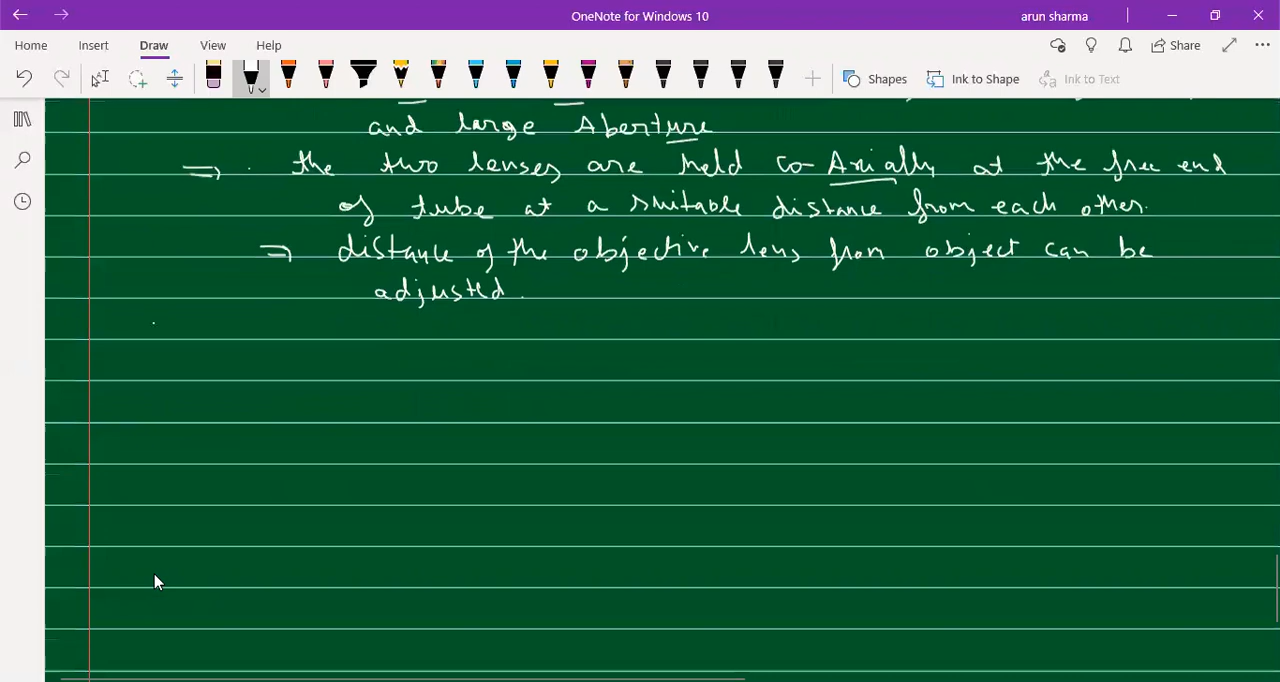 OneNote for Windows 10
arun sharma
Home Insert Draw View Help
Share
Shapes
Ink to Shape
Ink to Text
and large Aberture
⇒ the two lenses are held co-Axially at the free end
of tube at a suitable distance from each other.
⇒ distance of the objective lens from object can be
adjusted.